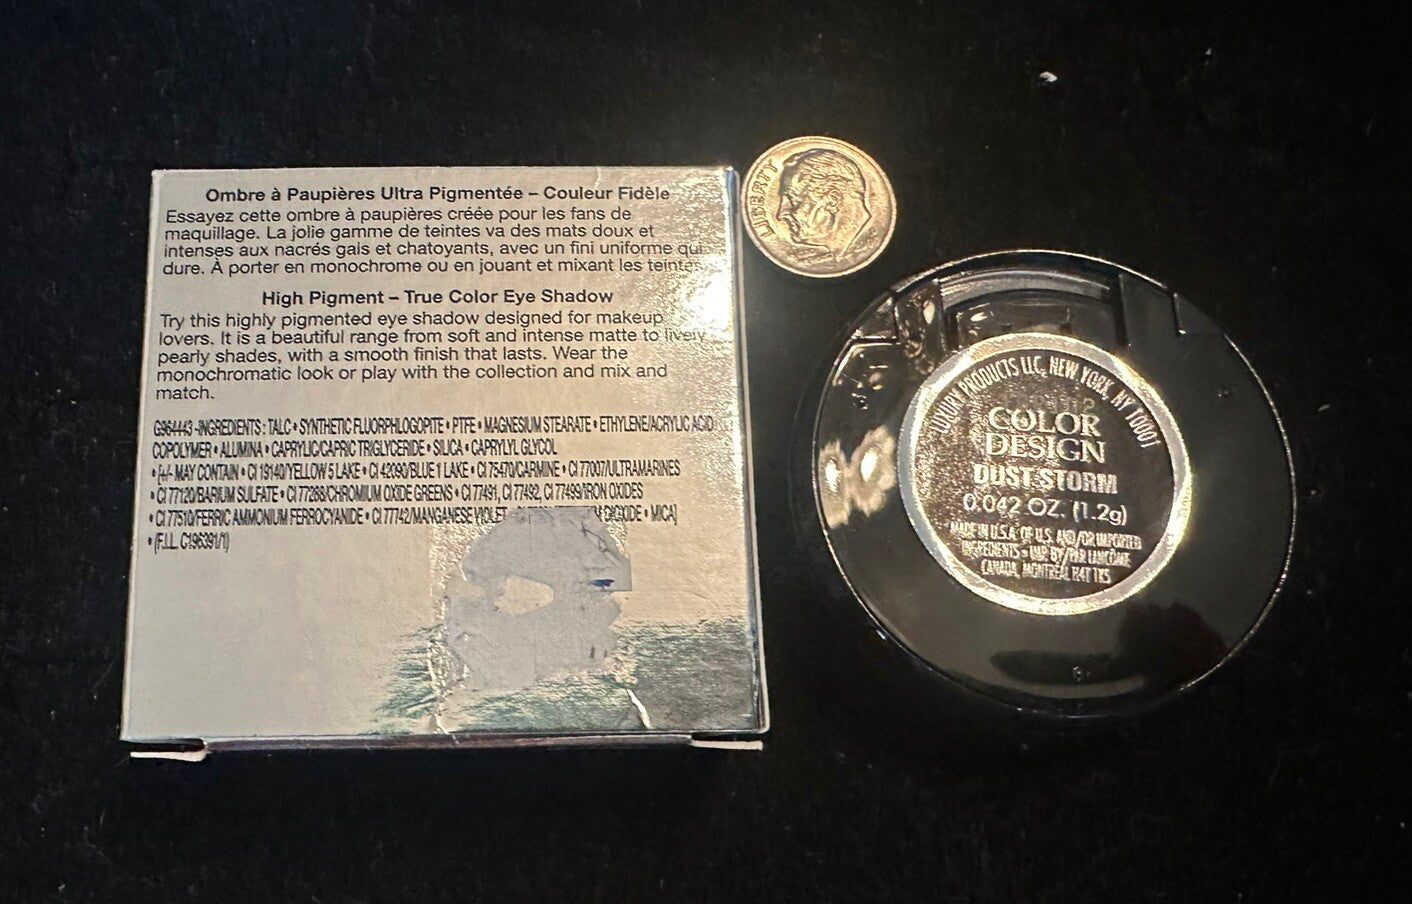 Ombre à Paupières Ultra Pigmentée – Couleur Fidèle
Essayez cette ombre à paupières créée pour les fans de
maquillage. La jolie gamme de teintes va des mats doux et
intenses aux nacrés gais et chatoyants, avec un fini uniforme qui
dure. À porter en monochrome ou en jouant et mixant les teintes.
High Pigment – True Color Eye Shadow
Try this highly pigmented eye shadow designed for makeup
lovers. It is a beautiful range from soft and intense matte to lively
pearly shades, with a smooth finish that lasts. Wear the
monochromatic look or play with the collection and mix and
match.
G964443 -INGREDIENTS : TALC • SYNTHETIC FLUORPHLOGOPITE • PTFE • MAGNESIUM STEARATE • ETHYLENE/ACRYLIC ACID
COPOLYMER • ALUMINA • CAPRYLIC/CAPRIC TRIGLYCERIDE • SILICA • CAPRYLYL GLYCOL
• [+/- MAY CONTAIN • CI 19140/YELLOW 5 LAKE • CI 42090/BLUE 1 LAKE • CI 75470/CARMINE • CI 77007/ULTRAMARINES
• CI 77120/BARIUM SULFATE • CI 77288/CHROMIUM OXIDE GREENS • CI 77491, CI 77492, CI 77499/IRON OXIDES
• CI 77510/FERRIC AMMONIUM FERROCYANIDE • CI 77742/MANGANESE VIOLET • DIOXIDE • MICA]
• (F.I.L. C196391/1)
LIBERTY
LUXURY PRODUCTS LLC, NEW YORK, NY 10001
COLOR
DESIGN
DUST STORM
0.042 OZ. (1.2g)
MADE IN U.S.A. OF U.S. AND/OR IMPORTED
INGREDIENTS • IMP. BY/PAR LANCÔME
CANADA, MONTRÉAL H4T 1K5